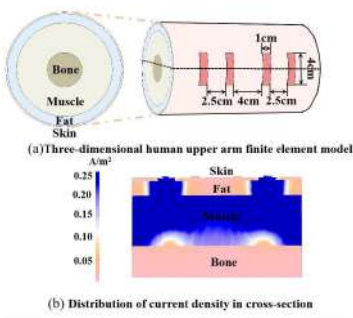 1cm
Bone
4cm
Muscle
Fat
Skin
2.5cm 4cm 2.5cm
(a)Three-dimensional human upper arm finite element model
A/m²
0.25
0.20
0.15
0.10
0.05
Skin
Fat
Muscle
Bone
(b) Distribution of current density in cross-section